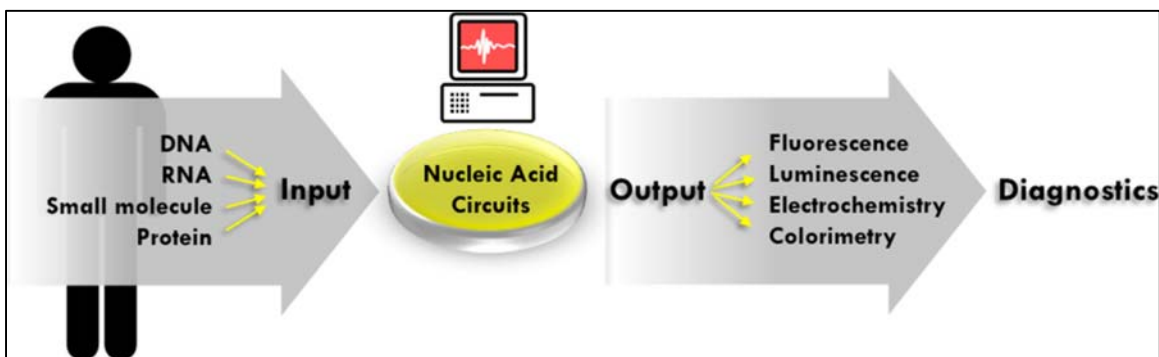 DNA
RNA
Small molecule
Protein
Input
Nucleic Acid
Circuits
Output
Fluorescence
Luminescence
Electrochemistry
Colorimetry
Diagnostics